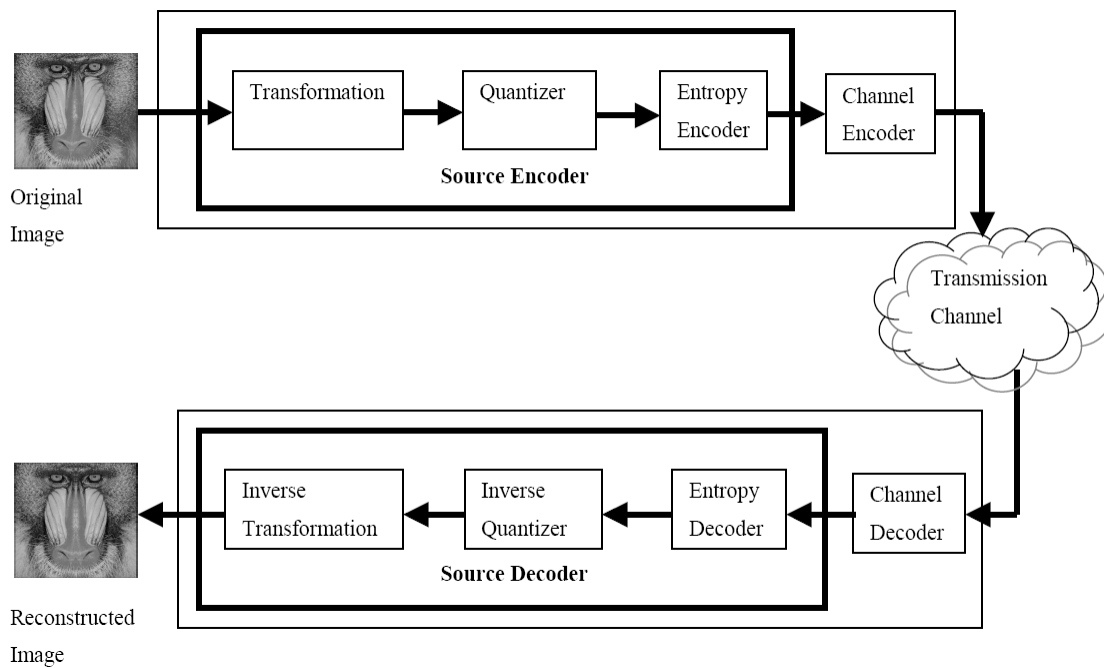 Transformation
Quantizer
Entropy
Encoder
Channel
Encoder
Source Encoder
Original
Image
Transmission
Channel
Inverse
Transformation
Inverse
Quantizer
Entropy
Decoder
Channel
Decoder
Source Decoder
Reconstructed
Image